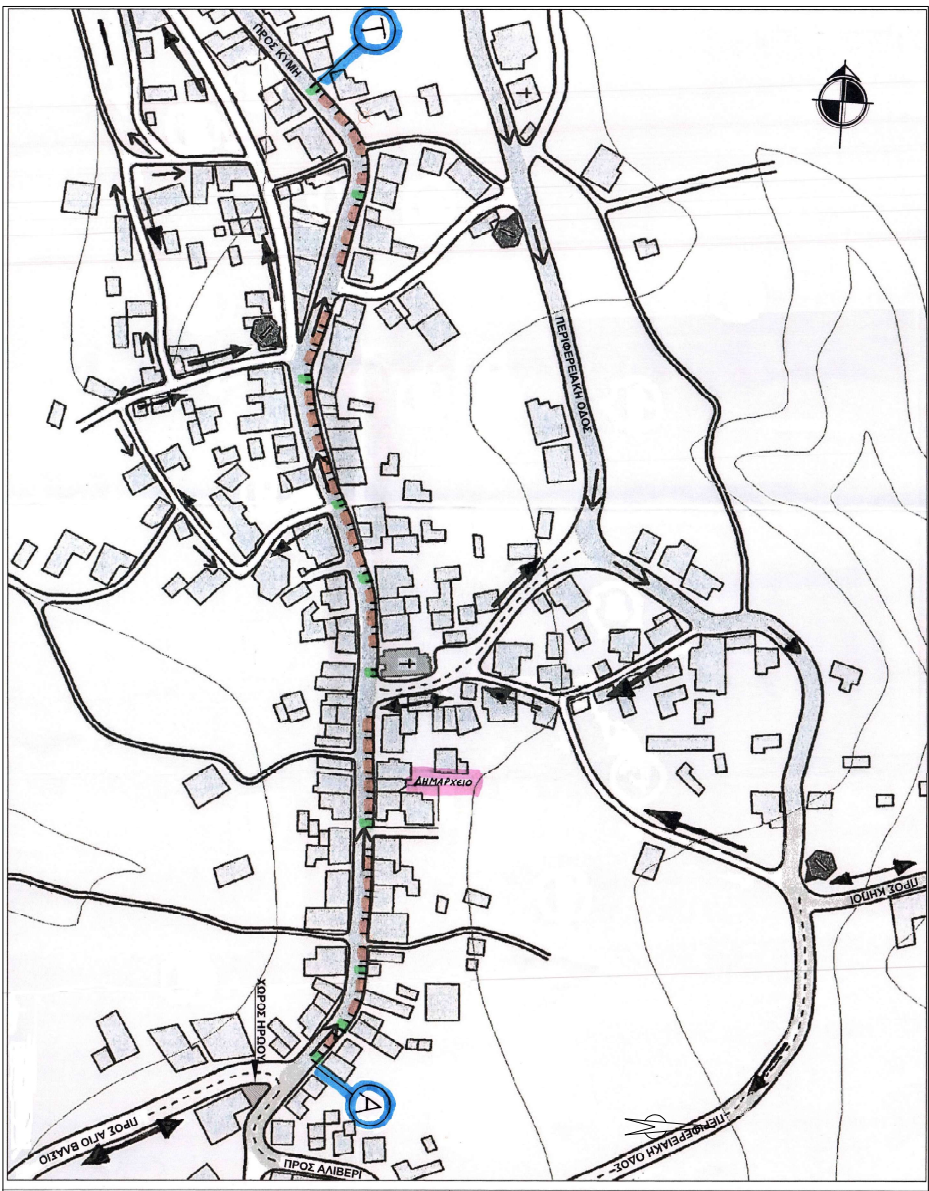 Τ
ΠΡΟΣ ΚΥΜΗ
ΠΕΡΙΦΕΡΕΙΑΚΗ ΟΔΟΣ
ΔΗΜΑΡΧΕΙΟ
ΠΡΟΣ ΚΗΠΟΙ
ΧΩΡΟΣ ΗΡΩΟΥ
Δ
ΠΡΟΣ ΑΓΙΟ ΒΛΑΣΙΟ
ΠΡΟΣ ΑΛΙΒΕΡΙ
ΠΕΡΙΦΕΡΕΙΑΚΗ ΟΔΟΣ